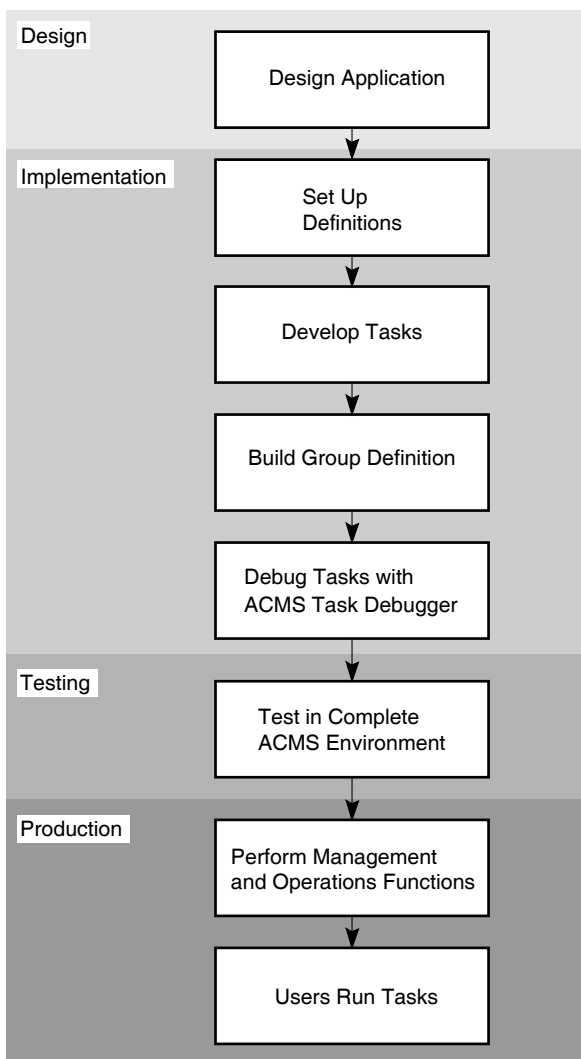 Design
Design Application
Implementation
Set Up
Definitions
Develop Tasks
Build Group Definition
Debug Tasks with
ACMS Task Debugger
Testing
Test in Complete
ACMS Environment
Production
Perform Management
and Operations Functions
Users Run Tasks